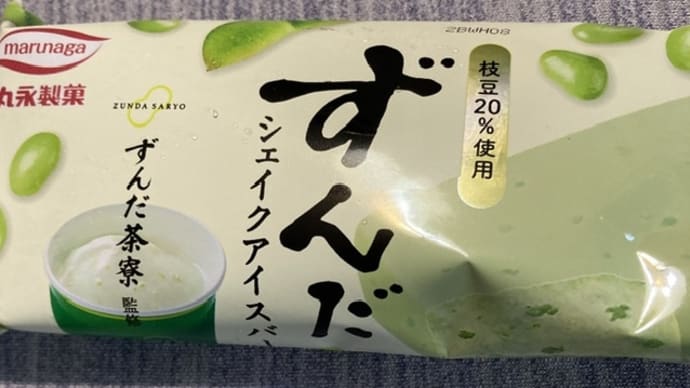 marunaga
丸永製菓
ZUNDA SARYO
ずんだ茶寮
監修
ずんだ
シェイクアイスバ
枝豆20%使用
2BWH08